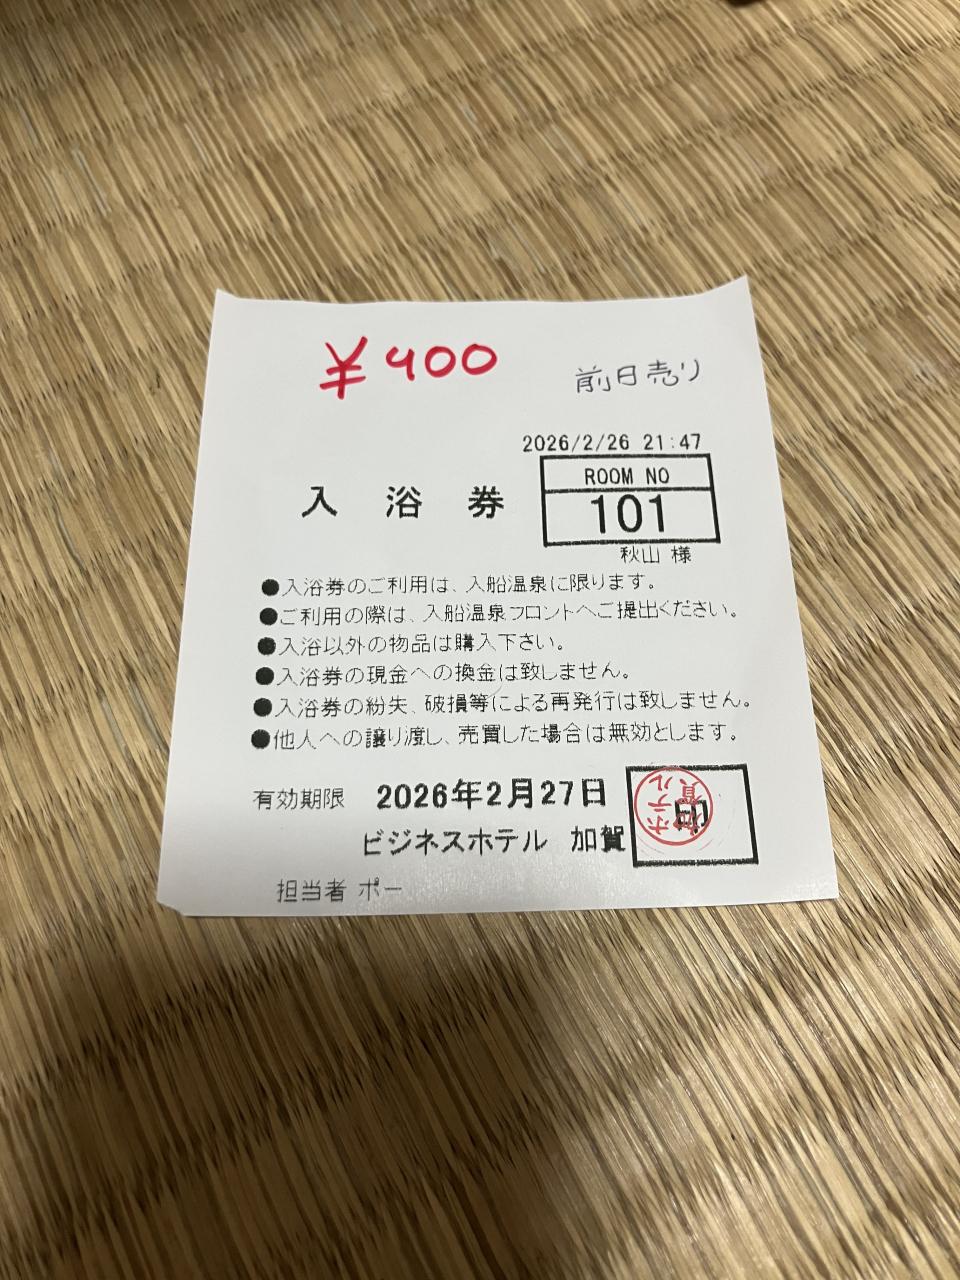 ¥400
前日売り
2026/2/26 21:47
ROOM NO
101
入浴券
秋山 様
●入浴券のご利用は、入船温泉に限ります。
●ご利用の際は、入船温泉フロントへご提出ください。
●入浴以外の物品は購入下さい。
●入浴券の現金への換金は致しません。
●入浴券の紛失、破損等による再発行は致しません。
●他人への譲り渡し、売買した場合は無効とします。
有効期限 2026年2月27日
ビジネスホテル 加賀
加賀
ホテル
担当者 ポー